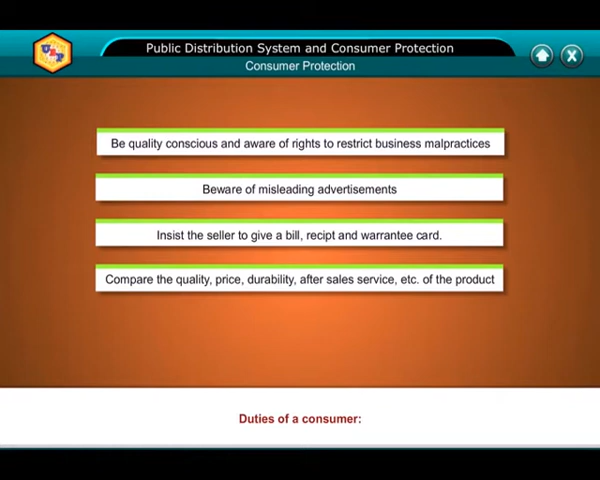 Public Distribution System and Consumer Protection
Consumer Protection
Be quality conscious and aware of rights to restrict business malpractices
Beware of misleading advertisements
Insist the seller to give a bill, recipt and warrantee card.
Compare the quality, price, durability, after sales service, etc. of the product
Duties of a consumer: